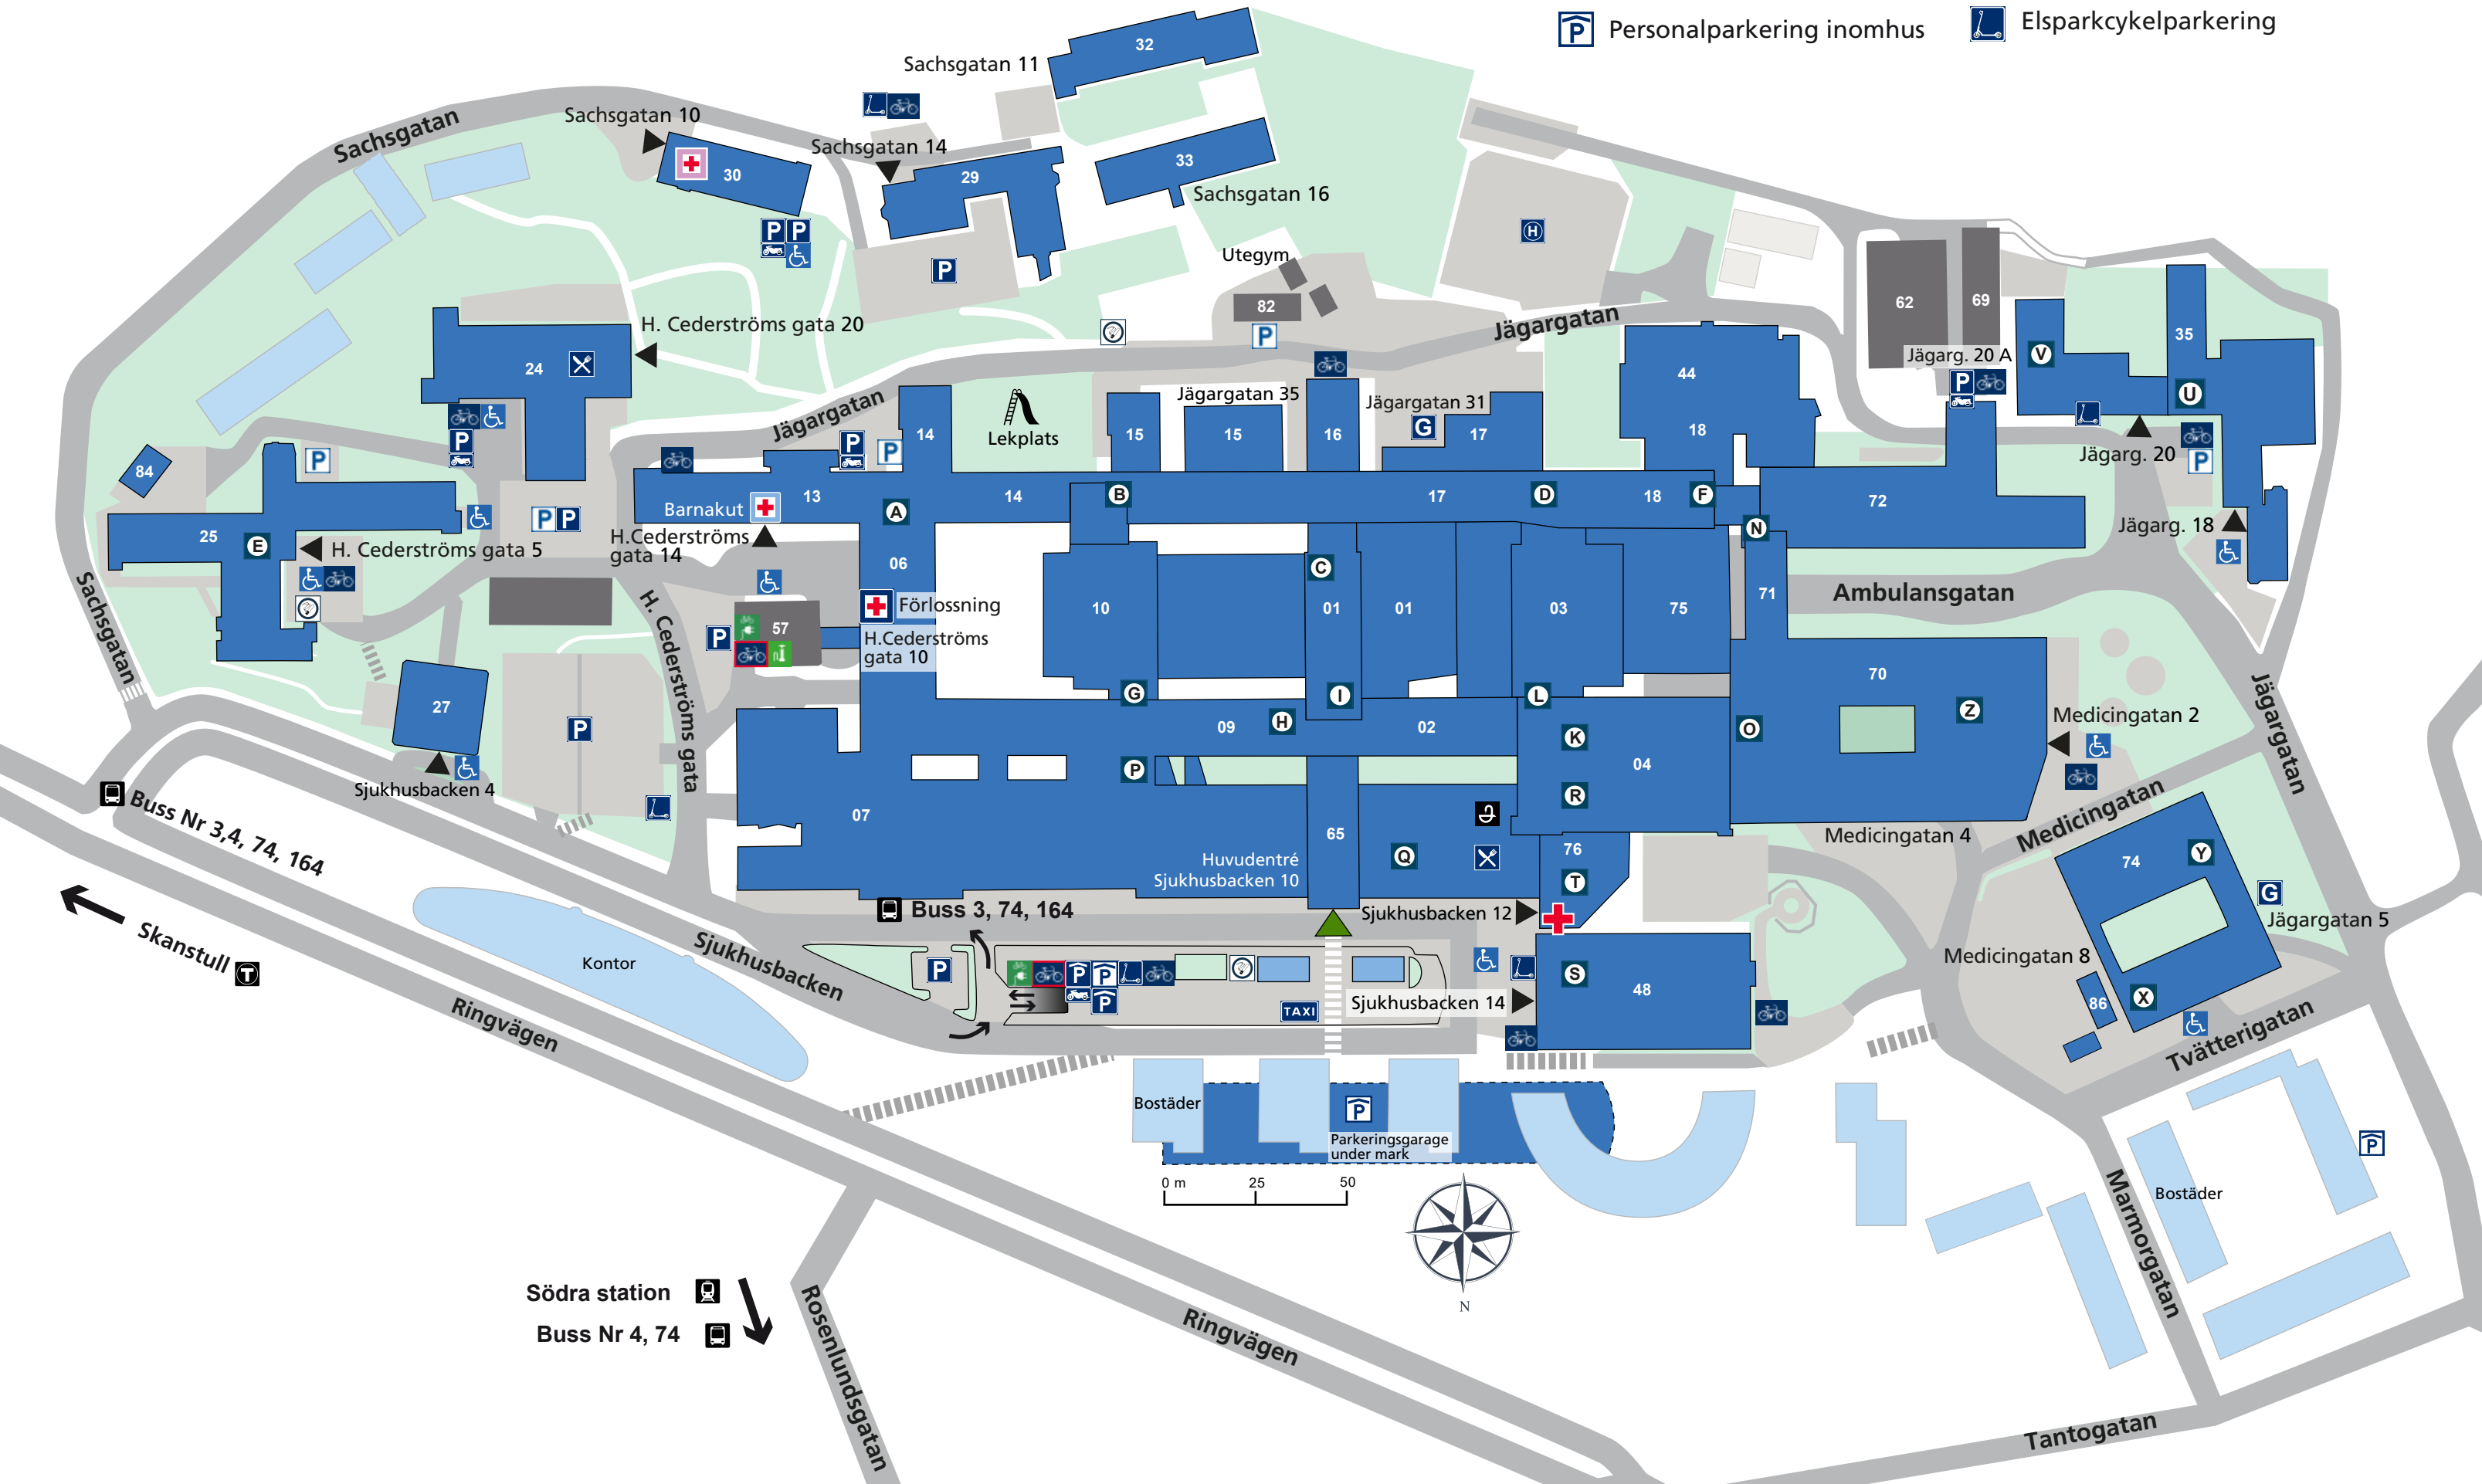 Personalparkering inomhus
Elsparkcykelparkering
32
Sachsgatan 11
Sachsgatan 10
Sachsgatan
Sachsgatan 14
30
29
33
Sachsgatan 16
H
P P
P
Utegym
82
P
62
69
Jägargatan
H. Cederströms gata 20
24
35
V
U
Jägarg. 20 A
P
44
14
Lekplats
15
Jägargatan 35
15
16
Jägargatan 31
G
17
18
Jägargatan
P
P
P
P
84
Jägarg. 20
P
Barnakut
13
A
14
B
17
D
18
F
72
N
Jägarg. 18
25
E
H. Cederströms gata 5
P P
H.Cederströms
gata 14
06
C
10
01
01
03
75
71
Ambulansgatan
Förlossning
H.Cederströms
gata 10
57
P
Sachsgatan
H. Cederströms gata
27
P
Sjukhusbacken 4
G
I
L
H
09
02
K
04
R
O
70
Z
Medicingatan 2
Jägargatan
P
07
65
Q
76
T
Huvudentré
Sjukhusbacken 10
Medicingatan 4
Medicingatan
74
Y
G
Jägargatan 5
Medicingatan 8
86
X
Tvätterigatan
Buss Nr 3,4, 74, 164
Skanstull
T
Buss 3, 74, 164
Sjukhusbacken 12
Sjukhusbacken
Kontor
P
P P
P
TAXI
Sjukhusbacken 14
S
48
Ringvägen
Bostäder
P
Parkeringsgarage
under mark
0 m 25 50
N
P
Bostäder
Marmorgatan
Södra station
Buss Nr 4, 74
Rosenlundsgatan
Ringvägen
Tantogatan